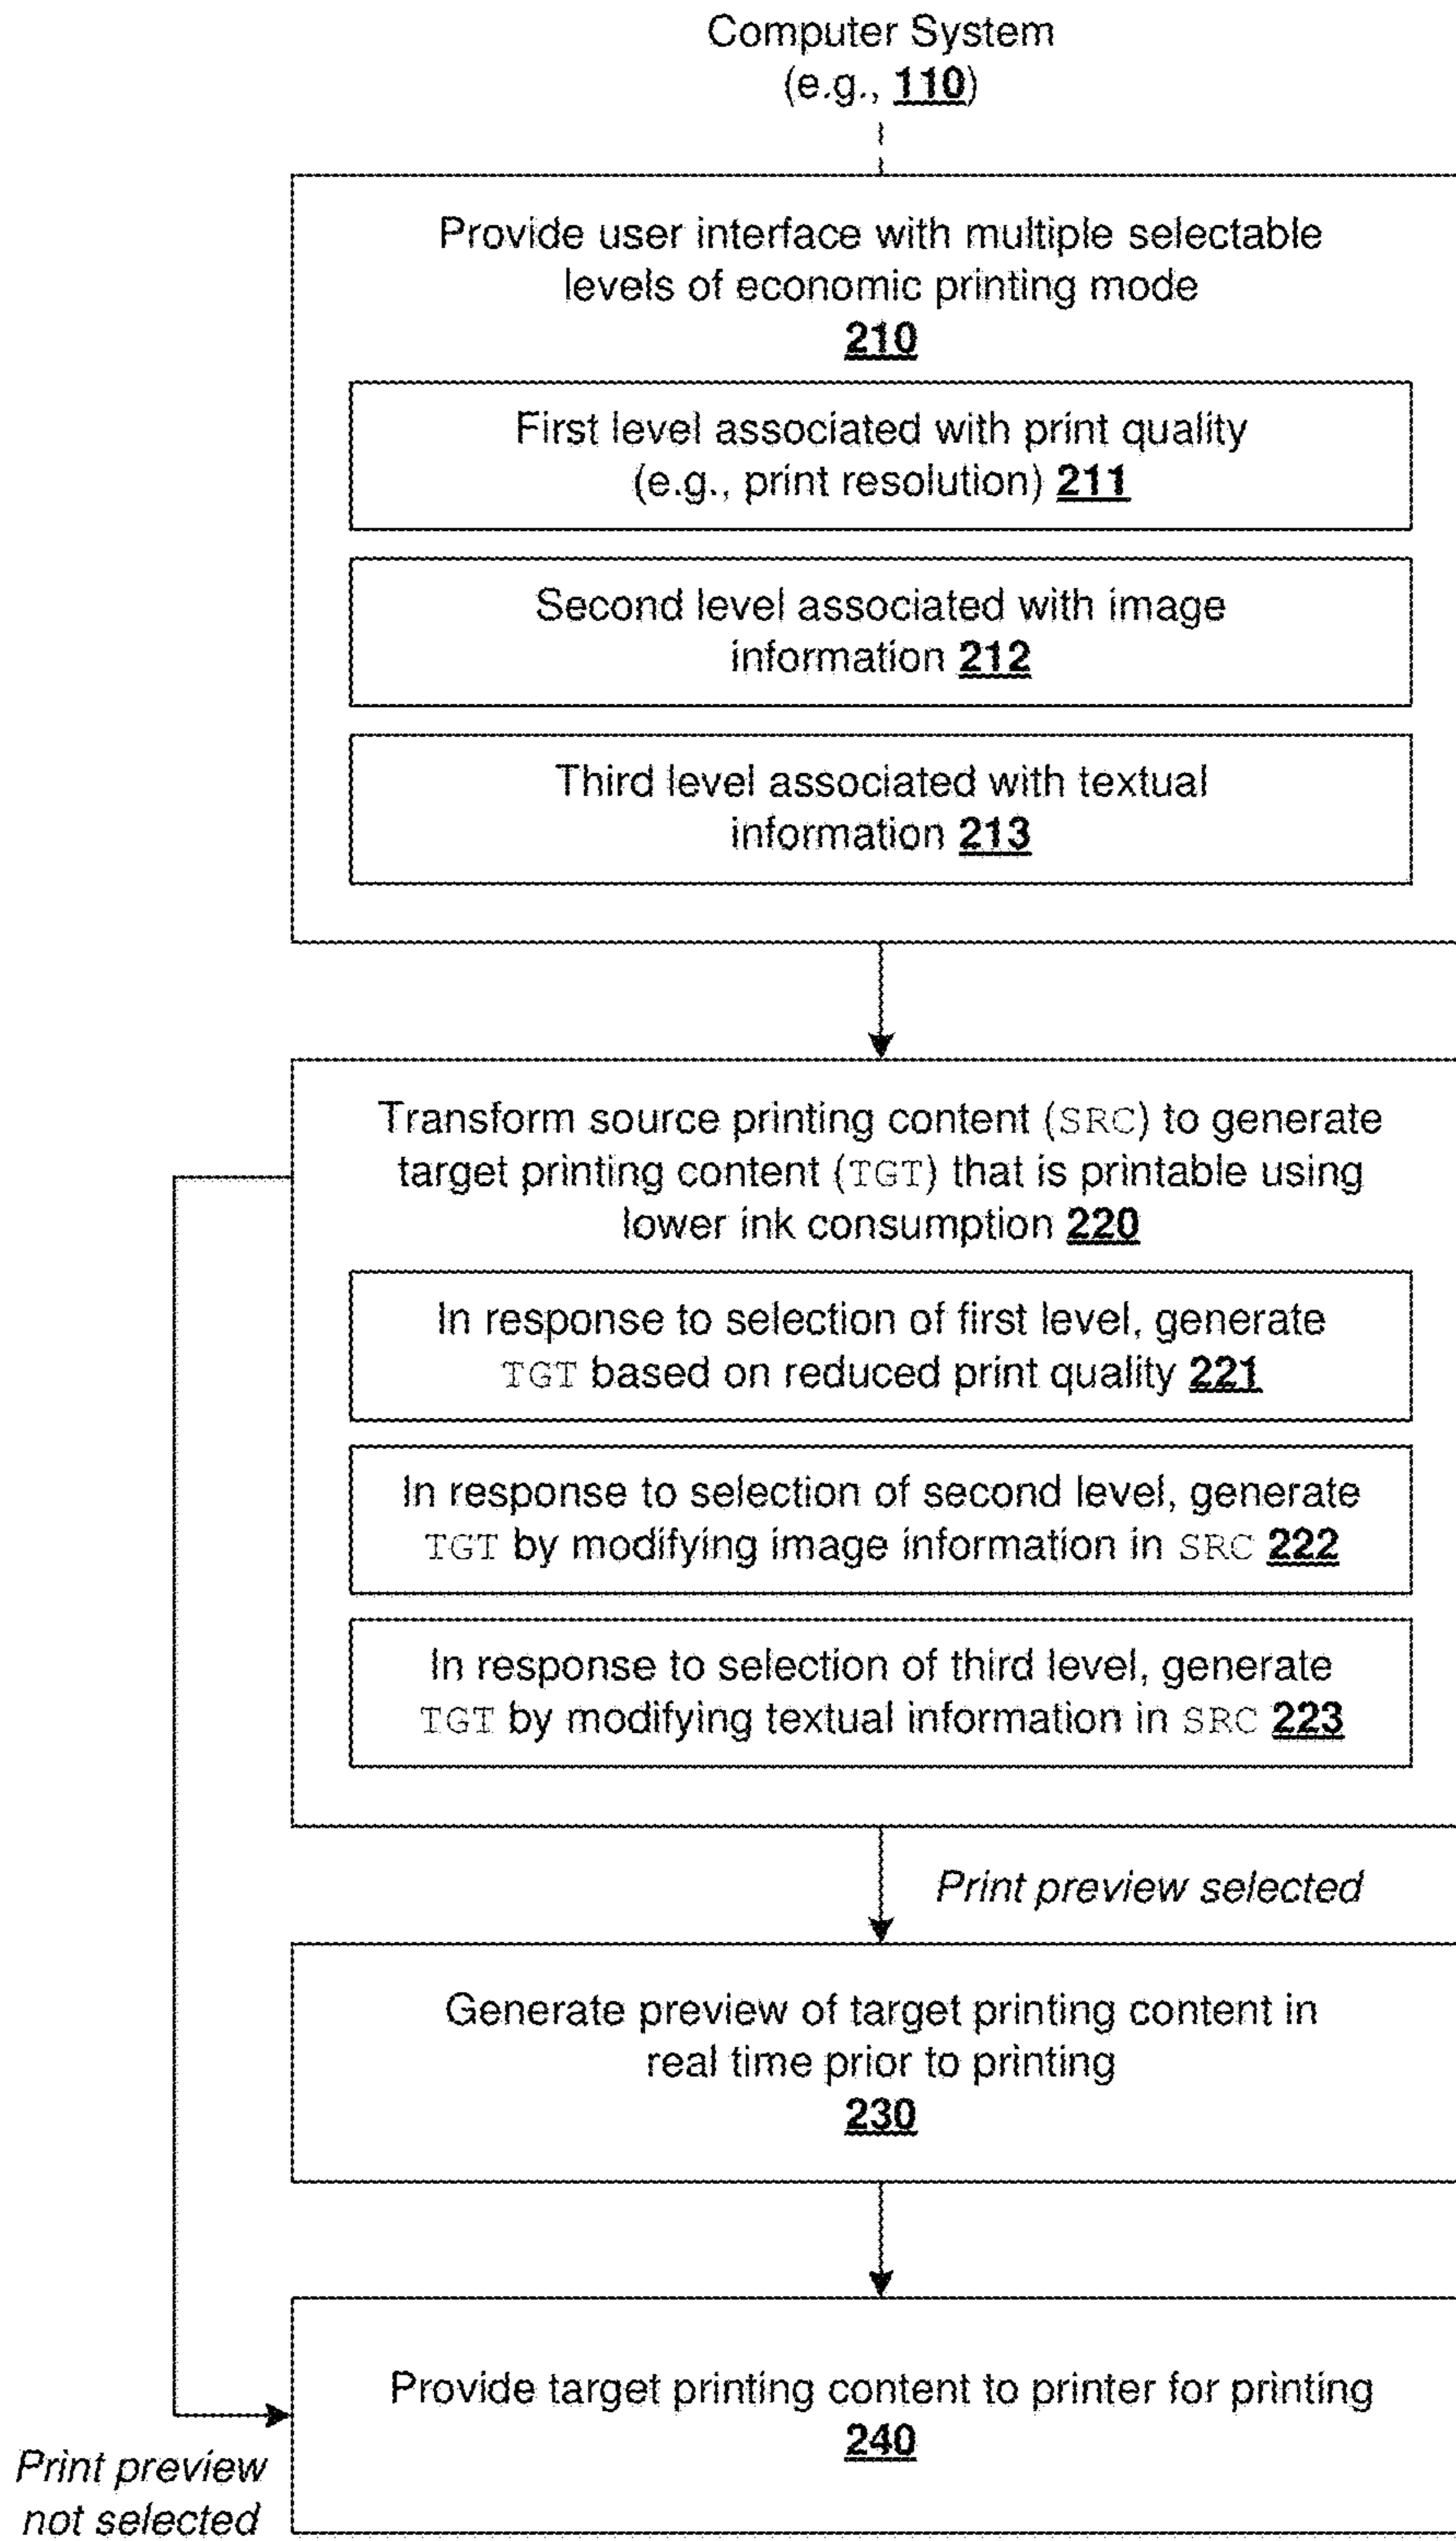 Computer System
(e.g., 110)
Provide user interface with multiple selectable
levels of economic printing mode
210
First level associated with print quality
(e.g., print resolution) 211
Second level associated with image
information 212
Third level associated with textual
information 213
Transform source printing content (SRC) to generate
target printing content (TGT) that is printable using
lower ink consumption 220
In response to selection of first level, generate
TGT based on reduced print quality 221
In response to selection of second level, generate
TGT by modifying image information in SRC 222
In response to selection of third level, generate
TGT by modifying textual information in SRC 223
Print preview selected
Generate preview of target printing content in
real time prior to printing
230
Provide target printing content to printer for printing
240
Print preview
not selected